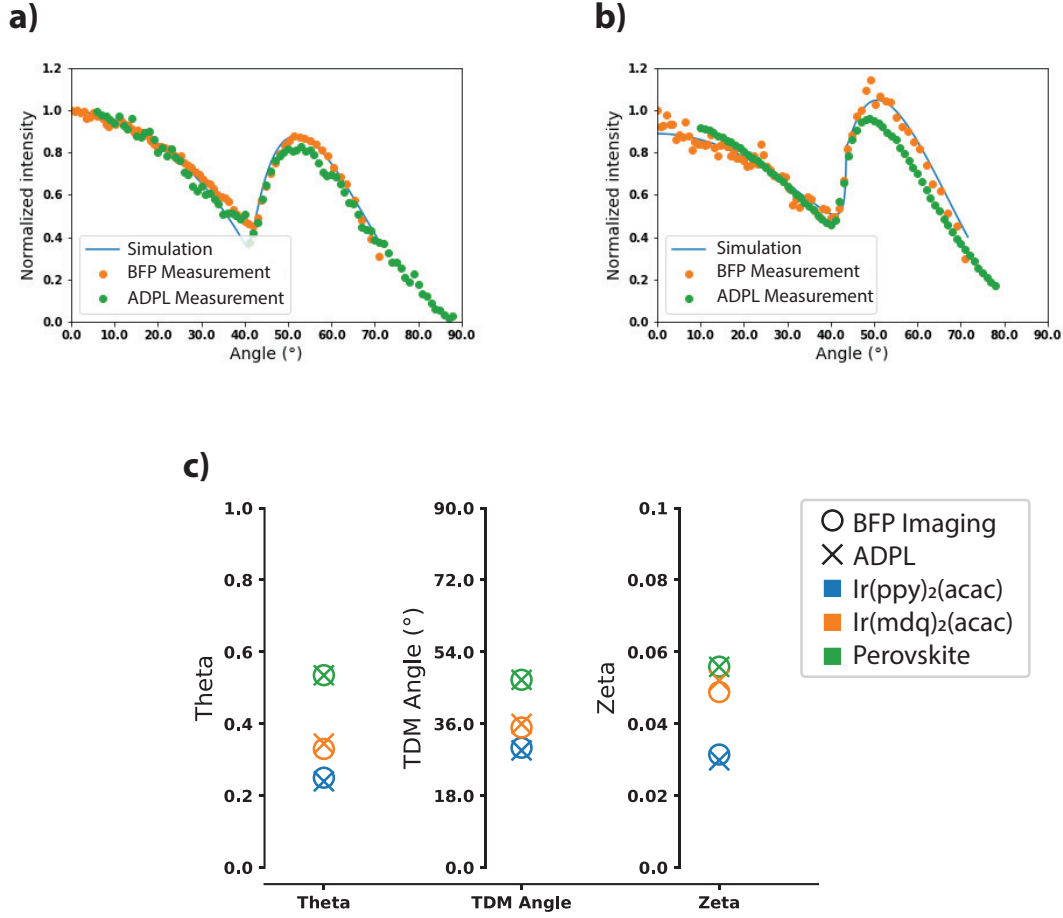 a)
Normalized intensity
1.2
1.0
0.8
0.6
0.4
0.2
0.0
Simulation
BFP Measurement
ADPL Measurement
0.0 10.0 20.0 30.0 40.0 50.0 60.0 70.0 80.0 90.0
Angle (°)
b)
Normalized intensity
1.2
1.0
0.8
0.6
0.4
0.2
0.0
Simulation
BFP Measurement
ADPL Measurement
0.0 10.0 20.0 30.0 40.0 50.0 60.0 70.0 80.0 90.0
Angle (°)
c)
Theta
1.0
0.8
0.6
0.4
0.2
0.0
Theta
TDM Angle (°)
90.0
72.0
54.0
36.0
18.0
0.0
TDM Angle
Zeta
0.1
0.08
0.06
0.04
0.02
0.0
Zeta
BFP Imaging
ADPL
Ir(ppy)₂(acac)
Ir(mdq)₂(acac)
Perovskite